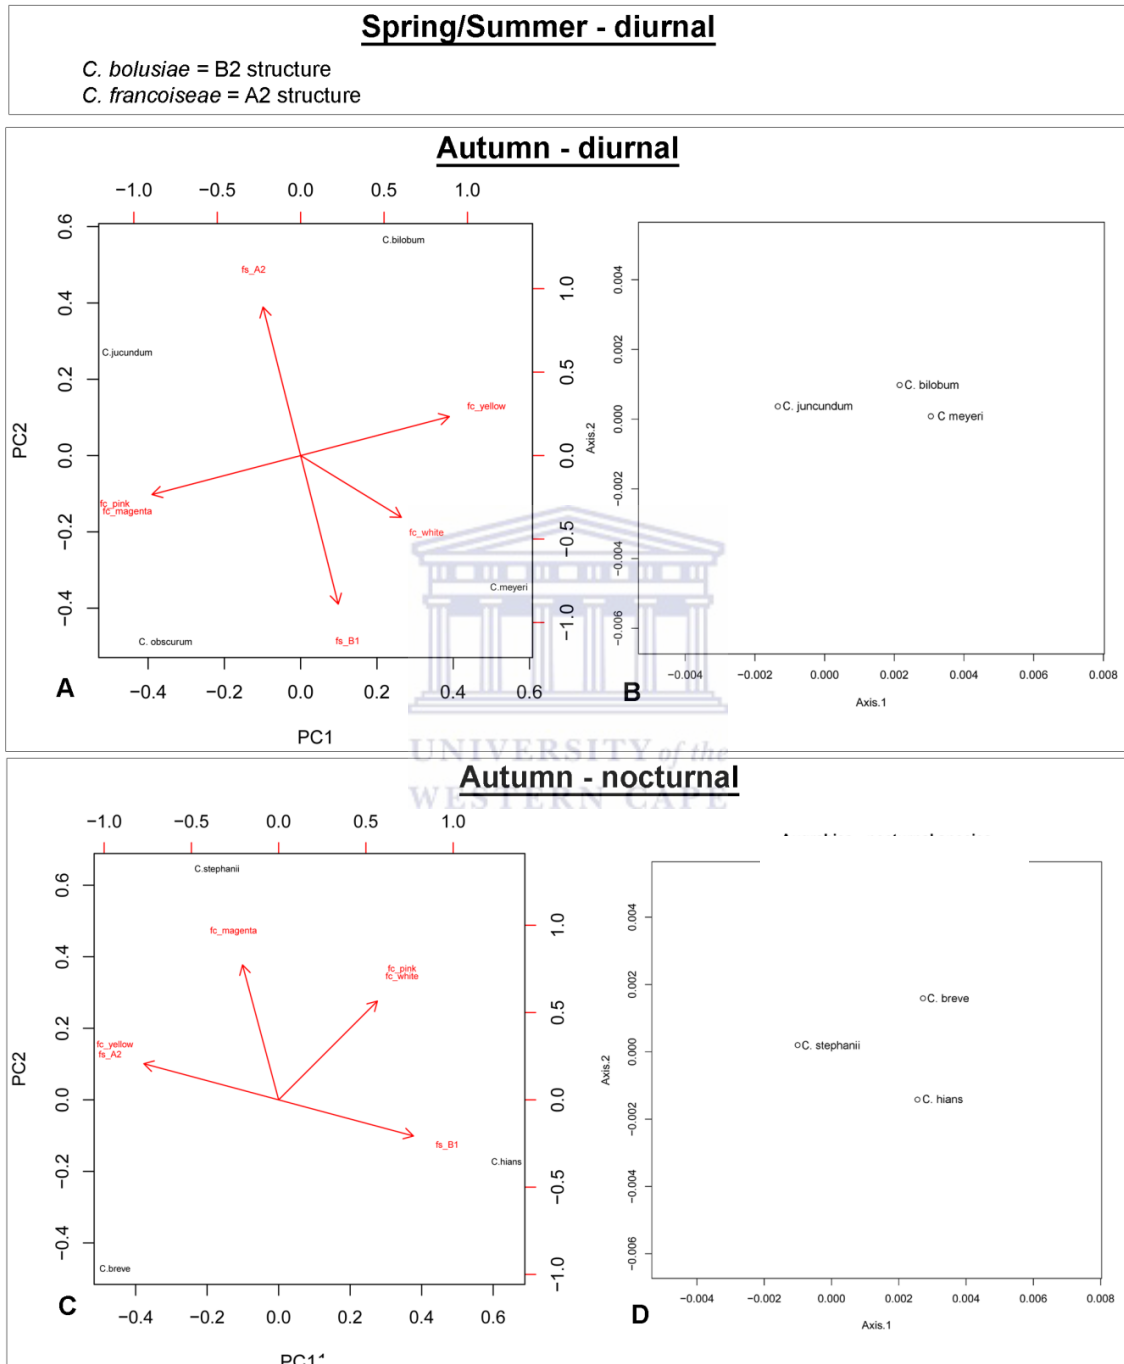 Spring/Summer - diurnal
C. bolusiae = B2 structure
C. francoiseae = A2 structure
Autumn - diurnal
−1.0 −0.5 0.0 0.5 1.0
0.6
0.4
0.2
0.0
−0.2
−0.4
PC2
C.bilobum
fs_A2
C.jucundum
fc_yellow
fc_pink
fc_magenta
fc_white
C.meyeri
C. obscurum
fs_B1
1.0
0.5
0.0
−0.5
−1.0
A
−0.4 −0.2 0.0 0.2 0.4 0.6
PC1
0.004
0.002
0.000
−0.002
−0.004
−0.006
Axis.2
C. bilobum
C. juncundum
C meyeri
B
−0.004 −0.002 0.000 0.002 0.004 0.006 0.008
Axis.1
UNIVERSITY of the
WESTERN CAPE
Autumn - nocturnal
−1.0 −0.5 0.0 0.5 1.0
0.6
0.4
0.2
0.0
−0.2
−0.4
PC2
C.stephanii
fc_magenta
fc_pink
fc_white
fc_yellow
fs_A2
fs_B1
C.hians
C.breve
1.0
0.5
0.0
−0.5
−1.0
C
−0.4 −0.2 0.0 0.2 0.4 0.6
0.004
0.002
0.000
−0.002
−0.004
−0.006
Axis.2
C. breve
C. stephanii
C. hians
D
−0.004 −0.002 0.000 0.002 0.004 0.006 0.008
Axis.1